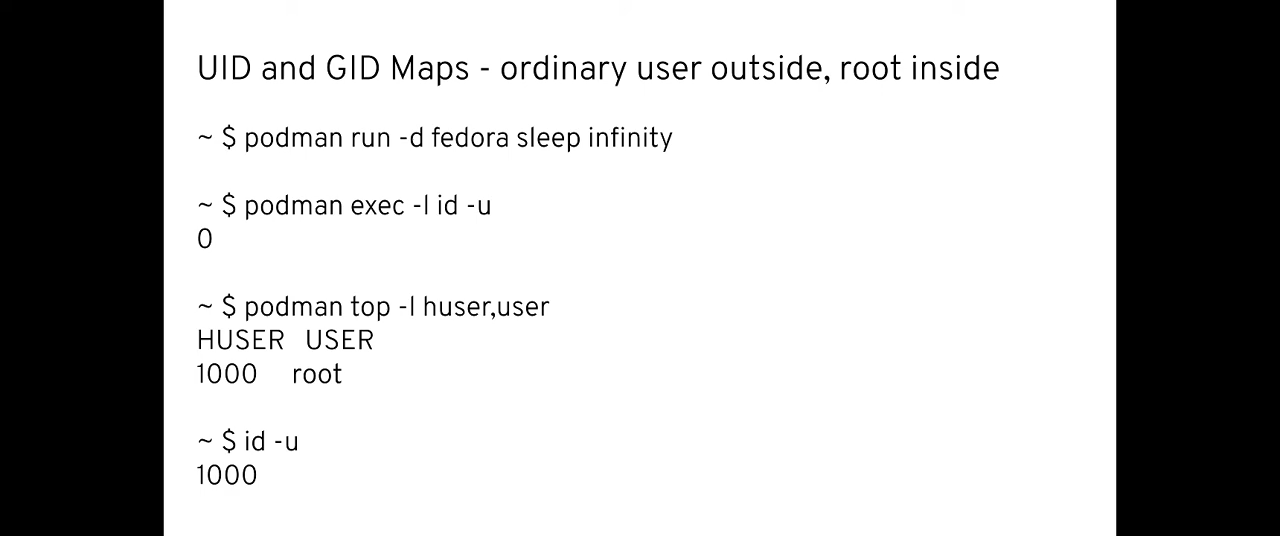 UID and GID Maps - ordinary user outside, root inside
~ $ podman run -d fedora sleep infinity
~ $ podman exec -l id -u
0
~ $ podman top -l huser,user
HUSER USER
1000 root
~ $ id -u
1000